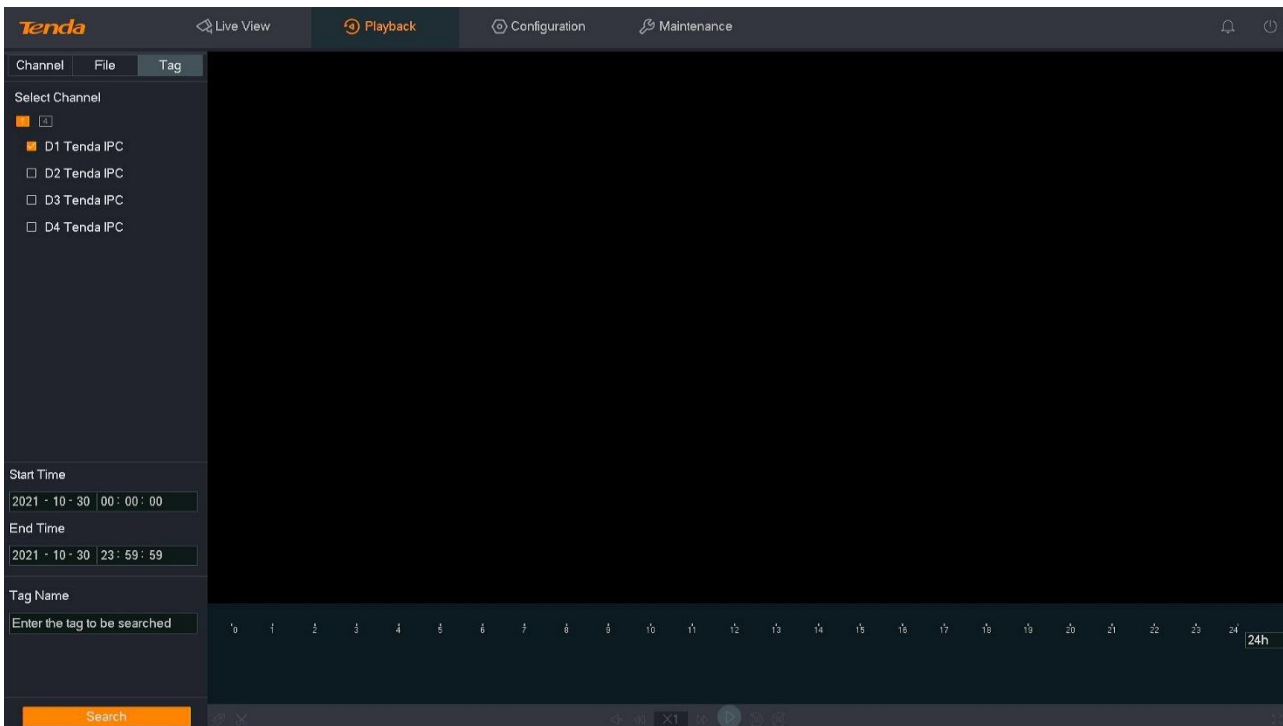 Tenda Live View Playback Configuration Maintenance
Channel File Tag
Select Channel
1 4
D1 Tenda IPC
D2 Tenda IPC
D3 Tenda IPC
D4 Tenda IPC
Start Time
2021 - 10 - 30 00 : 00 : 00
End Time
2021 - 10 - 30 23 : 59 : 59
Tag Name
Enter the tag to be searched
0 1 2 3 4 5 6 7 8 9 10 11 12 13 14 15 16 17 18 19 20 21 22 23 24
24h
Search
X1